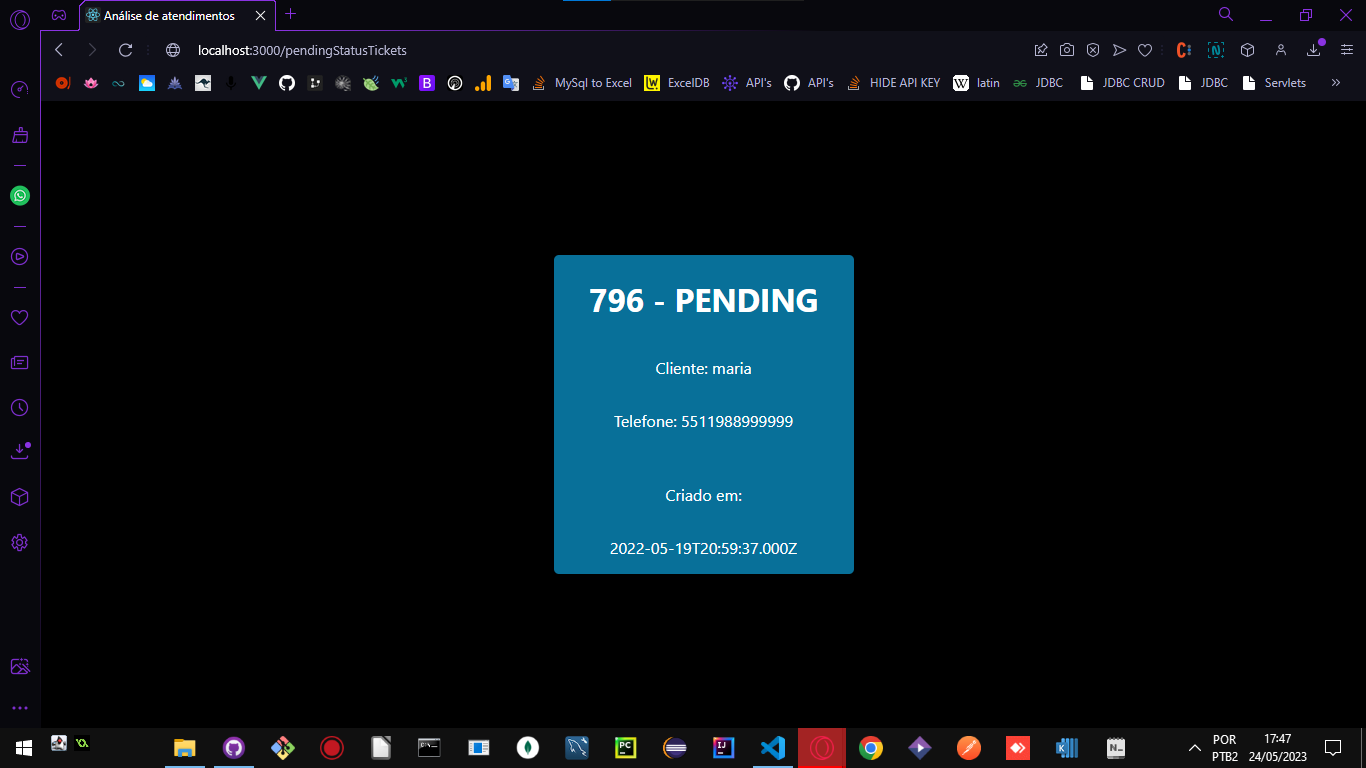 Análise de atendimentos
localhost:3000/pendingStatusTickets
MySql to Excel
ExcelDB
API's
API's
HIDE API KEY
latin
JDBC
JDBC CRUD
JDBC
Servlets
796 - PENDING
Cliente: maria
Telefone: 5511988999999
Criado em:
2022-05-19T20:59:37.000Z
POR
PTB2
17:47
24/05/2023